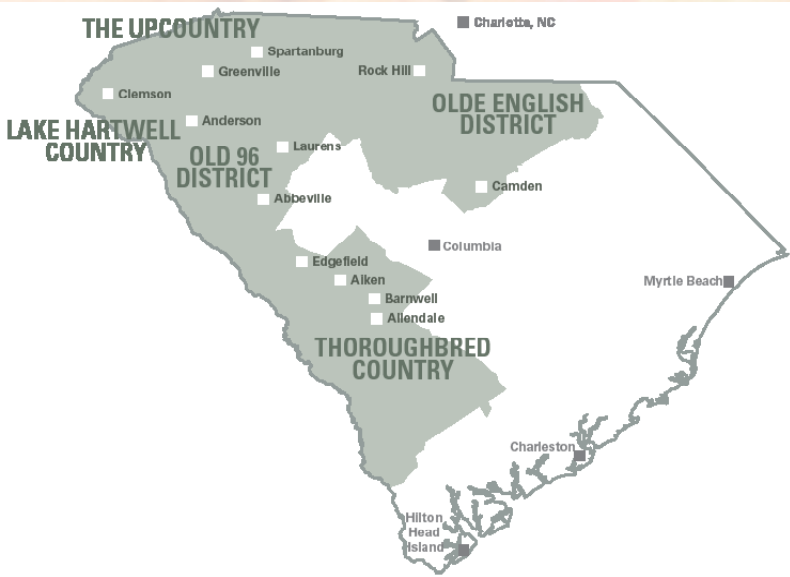 Charlotte, NC
THE UPCOUNTRY
Spartanburg
Greenville
Rock Hill
Clemson
OLDE ENGLISH
DISTRICT
Anderson
LAKE HARTWELL
COUNTRY
Laurens
OLD 96
DISTRICT
Camden
Abbeville
Columbia
Edgefield
Aiken
Myrtle Beach
Barnwell
Allendale
THOROUGHBRED
COUNTRY
Charleston
Hilton
Head
Island